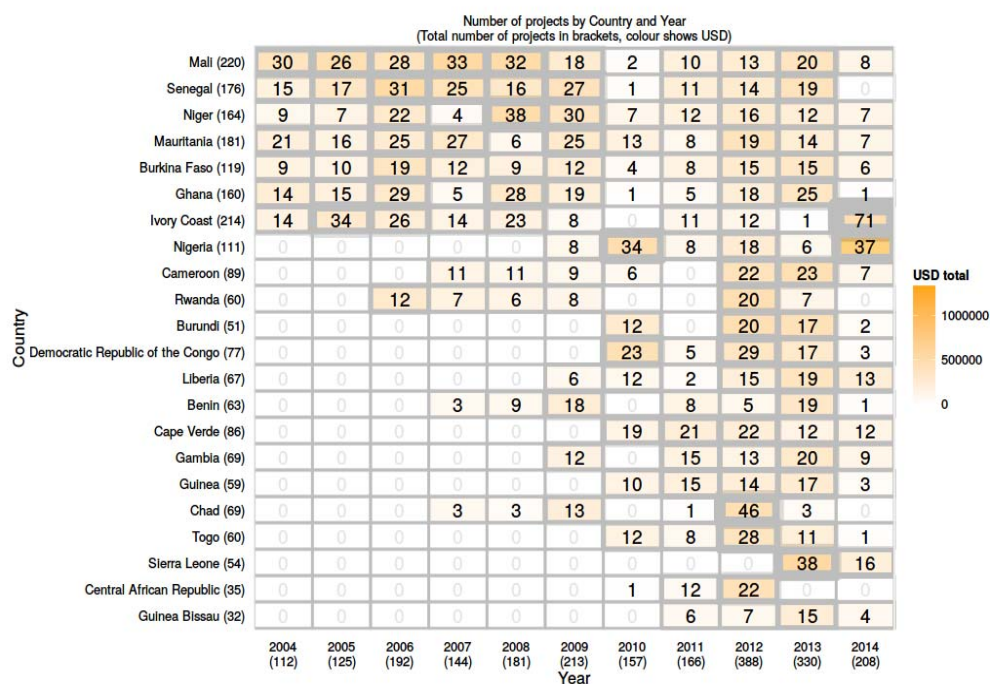 Number of projects by Country and Year
(Total number of projects in brackets, colour shows USD)
Mali (220) 30 26 28 33 32 18 2 10 13 20 8
Senegal (176) 15 17 31 25 16 27 1 11 14 19 0
Niger (164) 9 7 22 4 38 30 7 12 16 12 7
Mauritania (181) 21 16 25 27 6 25 13 8 19 14 7
Burkina Faso (119) 9 10 19 12 9 12 4 8 15 15 6
Ghana (160) 14 15 29 5 28 19 1 5 18 25 1
Ivory Coast (214) 14 34 26 14 23 8 0 11 12 1 71
Nigeria (111) 0 0 0 0 0 8 34 8 18 6 37
Cameroon (89) 0 0 0 11 11 9 6 0 22 23 7
Rwanda (60) 0 0 12 7 6 8 0 0 20 7 0
Burundi (51) 0 0 0 0 0 0 12 0 20 17 2
Democratic Republic of the Congo (77) 0 0 0 0 0 0 23 5 29 17 3
Liberia (67) 0 0 0 0 0 6 12 2 15 19 13
Benin (63) 0 0 0 3 9 18 0 8 5 19 1
Cape Verde (86) 0 0 0 0 0 0 19 21 22 12 12
Gambia (69) 0 0 0 0 0 12 0 15 13 20 9
Guinea (59) 0 0 0 0 0 0 10 15 14 17 3
Chad (69) 0 0 0 3 3 13 0 1 46 3 0
Togo (60) 0 0 0 0 0 0 12 8 28 11 1
Sierra Leone (54) 0 0 0 0 0 0 0 0 0 38 16
Central African Republic (35) 0 0 0 0 0 0 1 12 22 0 0
Guinea Bissau (32) 0 0 0 0 0 0 0 6 7 15 4
2004 2005 2006 2007 2008 2009 2010 2011 2012 2013 2014
(112) (125) (192) (144) (181) (213) (157) (166) (388) (330) (208)
Year
Country
USD total
1000000
500000
0